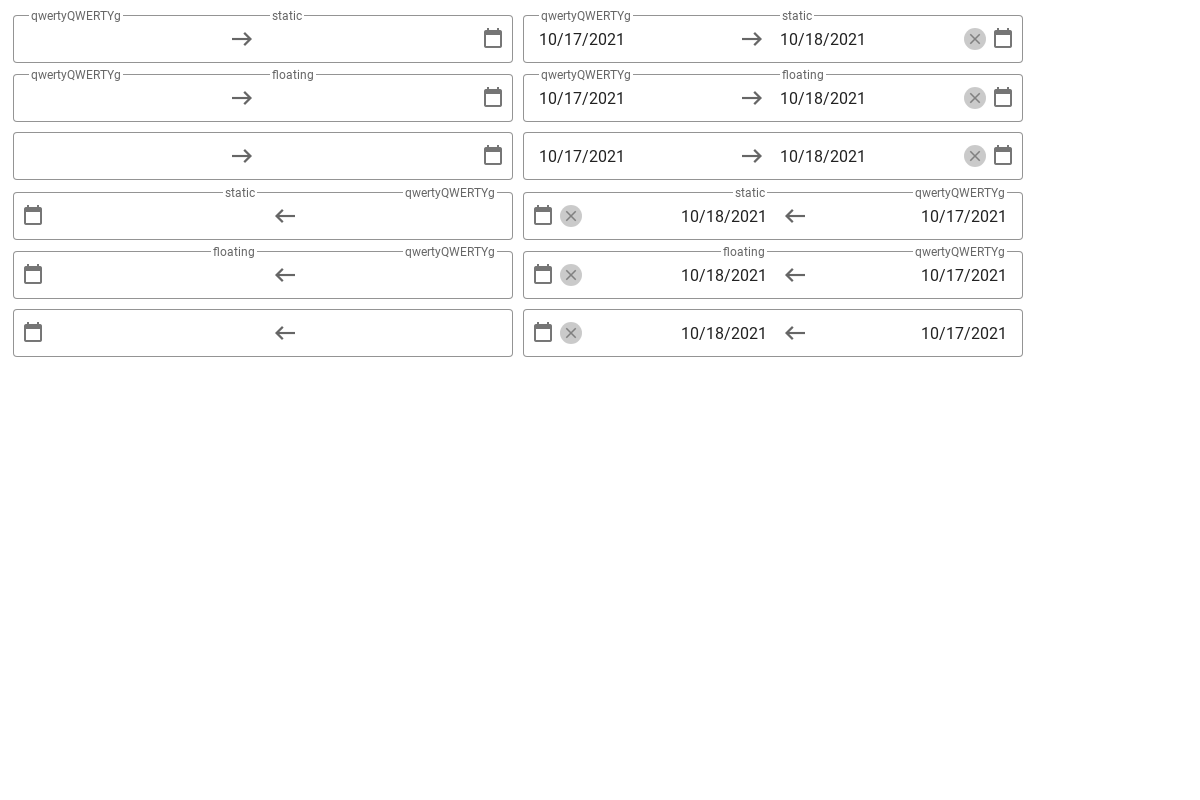 qwertyQWERTYg static qwertyQWERTYg static
10/17/2021 10/18/2021
qwertyQWERTYg floating qwertyQWERTYg floating
10/17/2021 10/18/2021
10/17/2021 10/18/2021
static qwertyQWERTYg static qwertyQWERTYg
10/18/2021 10/17/2021
floating qwertyQWERTYg floating qwertyQWERTYg
10/18/2021 10/17/2021
10/18/2021 10/17/2021